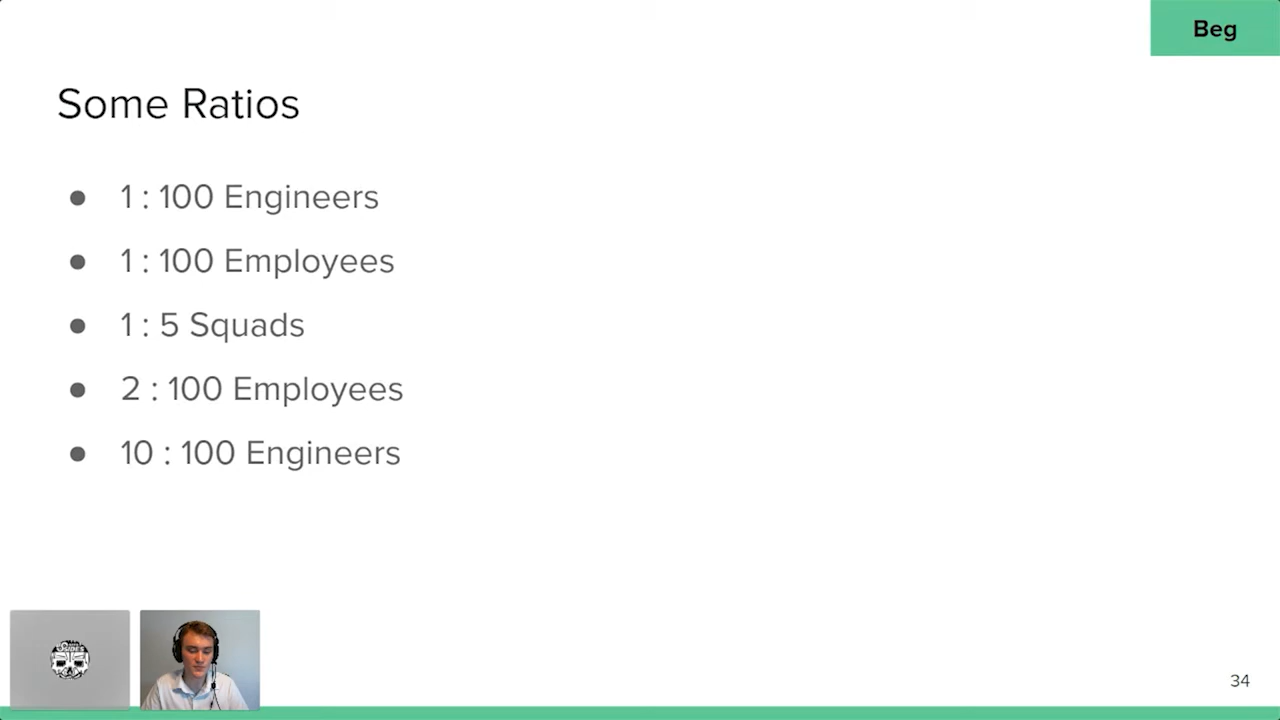 Beg
Some Ratios
● 1 : 100 Engineers
● 1 : 100 Employees
● 1 : 5 Squads
● 2 : 100 Employees
● 10 : 100 Engineers
SIDES
34